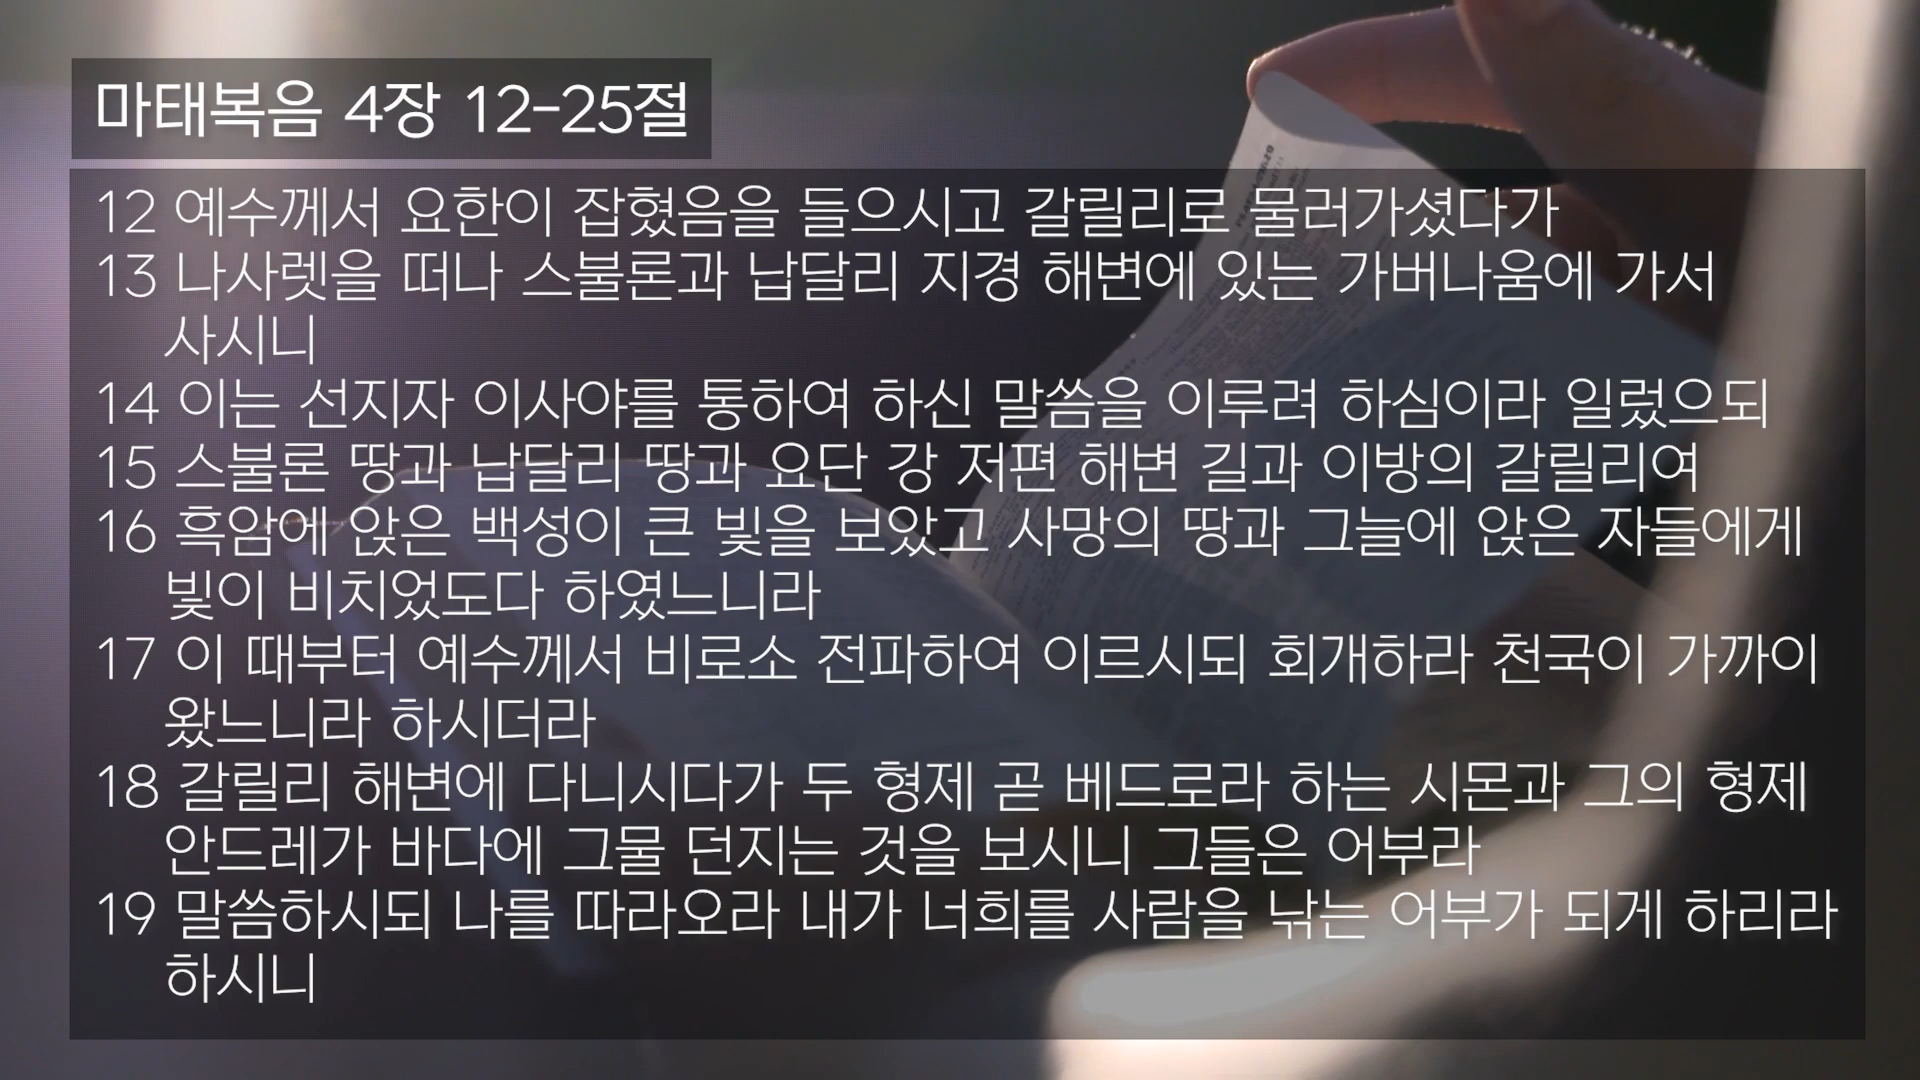 마태복음 4장 12-25절
12 예수께서 요한이 잡혔음을 들으시고 갈릴리로 물러가셨다가
13 나사렛을 떠나 스불론과 납달리 지경 해변에 있는 가버나움에 가서
사시니
14 이는 선지자 이사야를 통하여 하신 말씀을 이루려 하심이라 일렀으되
15 스불론 땅과 납달리 땅과 요단 강 저편 해변 길과 이방의 갈릴리여
16 흑암에 앉은 백성이 큰 빛을 보았고 사망의 땅과 그늘에 앉은 자들에게
빛이 비치었도다 하였느니라
17 이 때부터 예수께서 비로소 전파하여 이르시되 회개하라 천국이 가까이
왔느니라 하시더라
18 갈릴리 해변에 다니시다가 두 형제 곧 베드로라 하는 시몬과 그의 형제
안드레가 바다에 그물 던지는 것을 보시니 그들은 어부라
19 말씀하시되 나를 따라오라 내가 너희를 사람을 낚는 어부가 되게 하리라
하시니